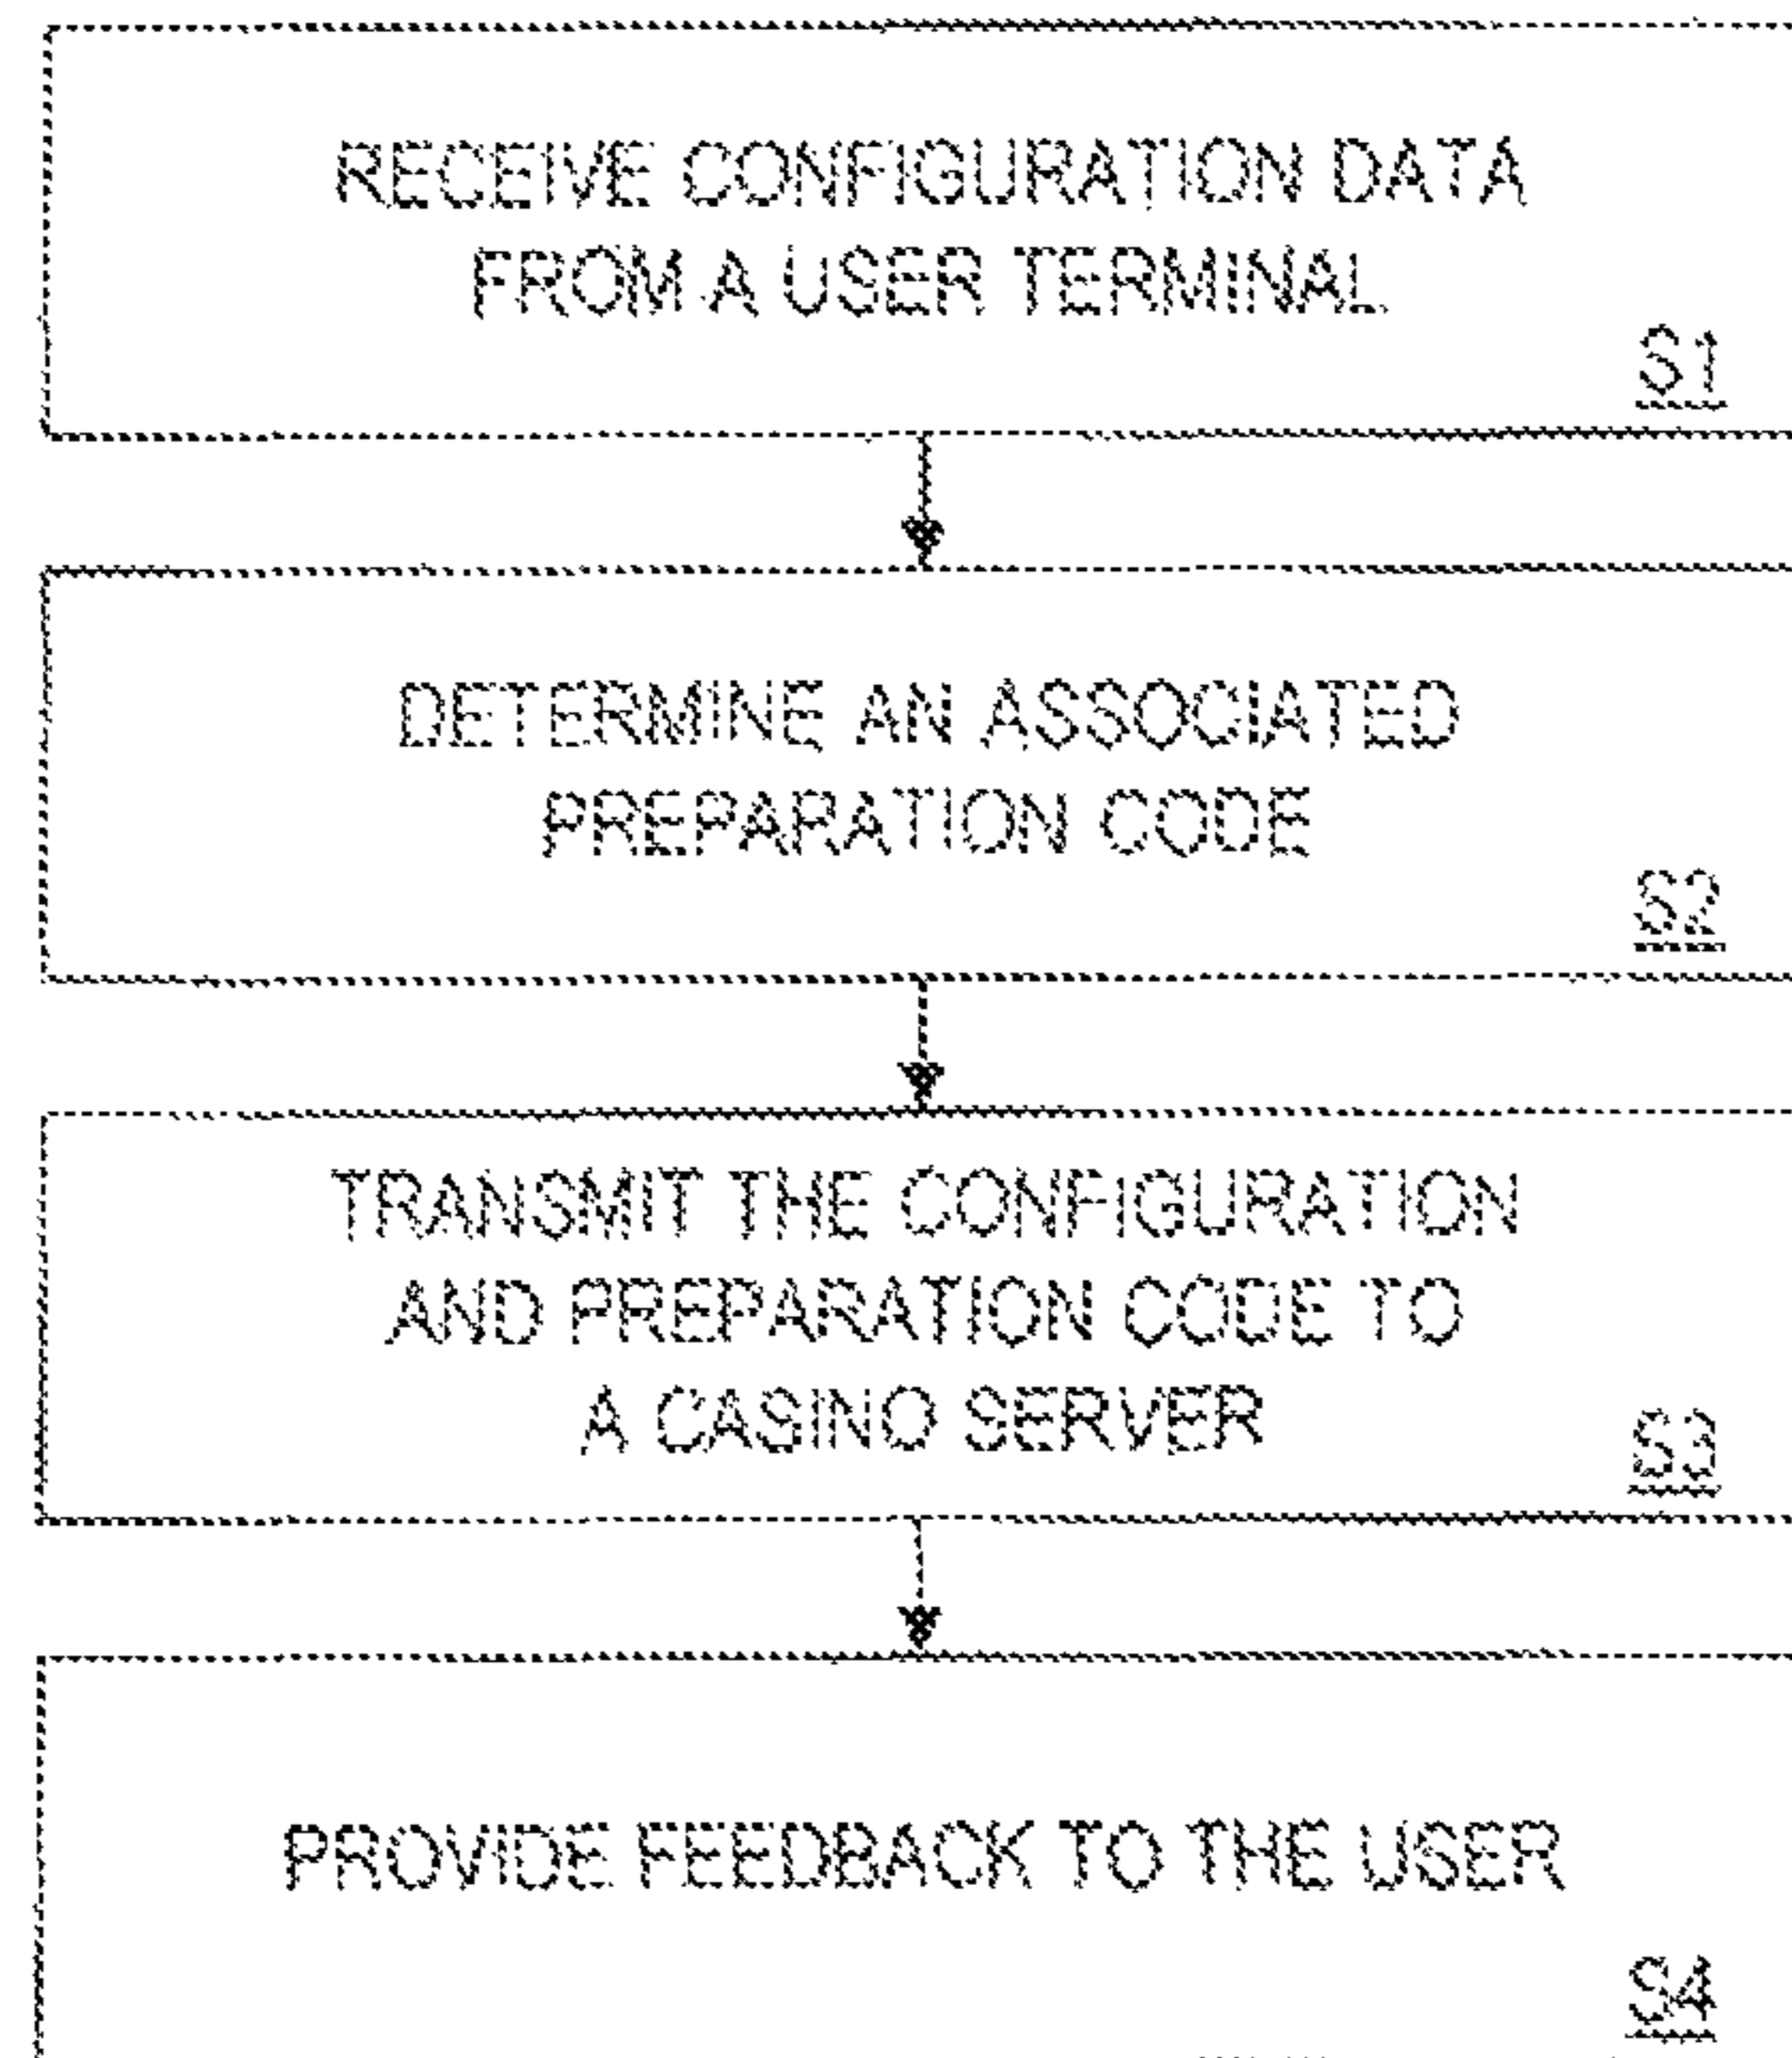 RECEIVE CONFIGURATION DATA
FROM A USER TERMINAL
S1
DETERMINE AN ASSOCIATED
PREPARATION CODE
S2
TRANSMIT THE CONFIGURATION
AND PREPARATION CODE TO
A CASINO SERVER
S3
PROVIDE FEEDBACK TO THE USER
S4